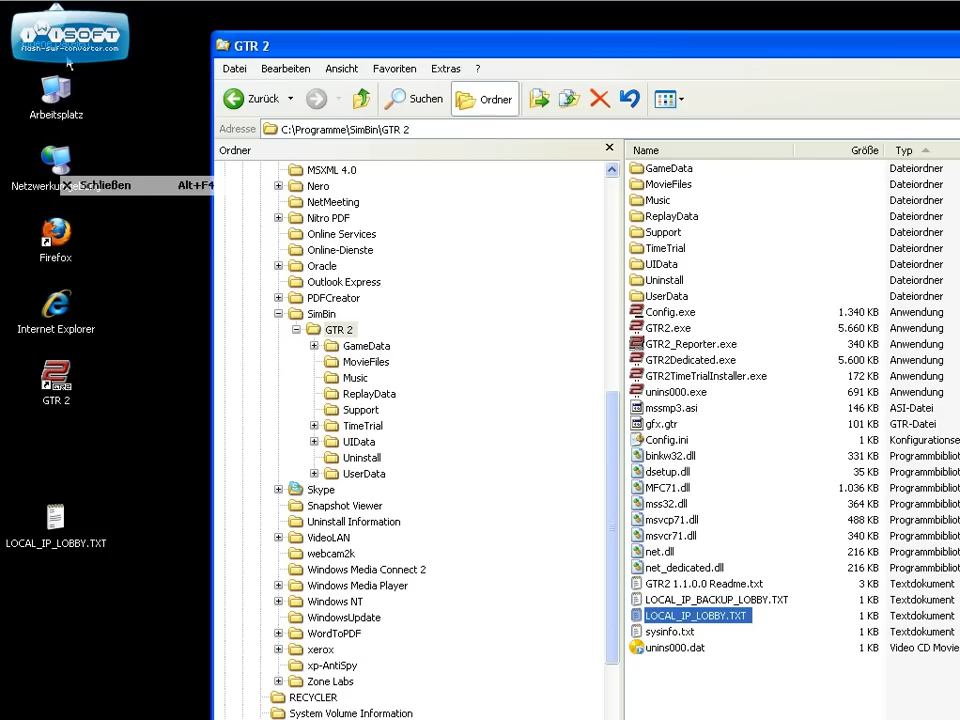 iWiSOFT
flash-swf-converter.com
Arbeitsplatz
Schließen Alt+F4
Firefox
Internet Explorer
GTR 2
LOCAL_IP_LOBBY.TXT
GTR 2
Datei Bearbeiten Ansicht Favoriten Extras ?
Zurück Suchen Ordner
Adresse C:\Programme\SimBin\GTR 2
Ordner
MSXML 4.0
Nero
NetMeeting
Nitro PDF
Online Services
Online-Dienste
Oracle
Outlook Express
PDFCreator
SimBin
GTR 2
GameData
MovieFiles
Music
ReplayData
Support
TimeTrial
UIData
Uninstall
UserData
Skype
Snapshot Viewer
Uninstall Information
VideoLAN
webcam2k
Windows Media Connect 2
Windows Media Player
Windows NT
WindowsUpdate
WordToPDF
xerox
xp-AntiSpy
Zone Labs
RECYCLER
System Volume Information
Name Größe Typ
GameData Dateiordner
MovieFiles Dateiordner
Music Dateiordner
ReplayData Dateiordner
Support Dateiordner
TimeTrial Dateiordner
UIData Dateiordner
Uninstall Dateiordner
UserData Dateiordner
Config.exe 1.340 KB Anwendung
GTR2.exe 5.660 KB Anwendung
GTR2_Reporter.exe 340 KB Anwendung
GTR2Dedicated.exe 5.600 KB Anwendung
GTR2TimeTrialInstaller.exe 172 KB Anwendung
unins000.exe 691 KB Anwendung
mssmp3.asi 146 KB ASI-Datei
gfx.gtr 101 KB GTR-Datei
Config.ini 1 KB Konfigurationse
binkw32.dll 331 KB Programmbibliot
dsetup.dll 35 KB Programmbibliot
MFC71.dll 1.036 KB Programmbibliot
mss32.dll 364 KB Programmbibliot
msvcp71.dll 488 KB Programmbibliot
msvcr71.dll 340 KB Programmbibliot
net.dll 216 KB Programmbibliot
net_dedicated.dll 216 KB Programmbibliot
GTR2 1.1.0.0 Readme.txt 3 KB Textdokument
LOCAL_IP_BACKUP_LOBBY.TXT 1 KB Textdokument
LOCAL_IP_LOBBY.TXT 1 KB Textdokument
sysinfo.txt 1 KB Textdokument
unins000.dat 1 KB Video CD Movie